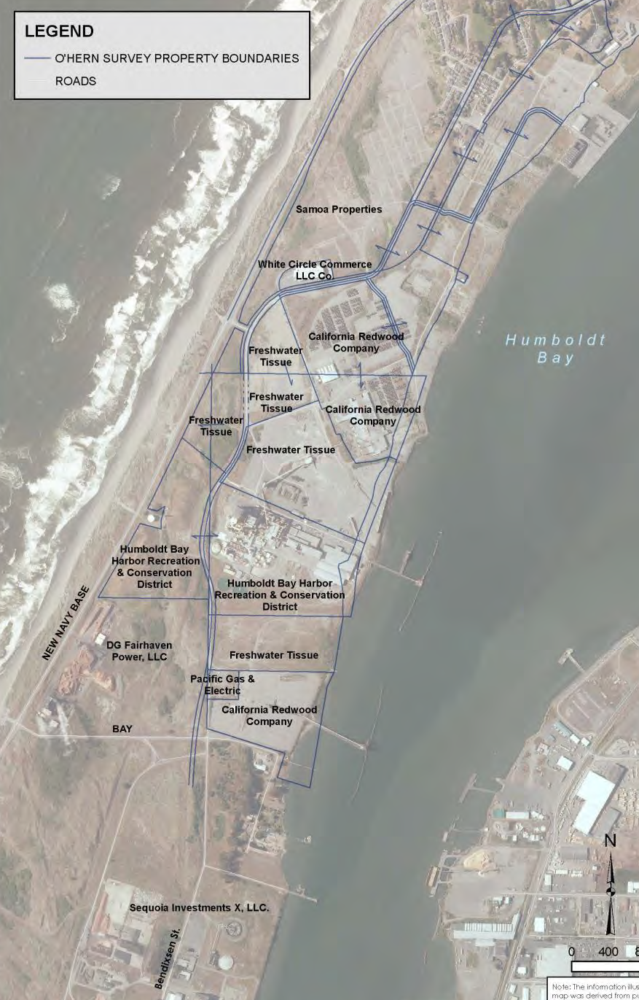 LEGEND
O'HERN SURVEY PROPERTY BOUNDARIES
ROADS
Samoa Properties
White Circle Commerce
LLC Co.
California Redwood
Company
Freshwater
Tissue
Humboldt
Bay
Freshwater
Tissue
California Redwood
Company
Freshwater
Tissue
Freshwater Tissue
Humboldt Bay
Harbor Recreation
& Conservation
District
Humboldt Bay Harbor
Recreation & Conservation
District
NEW NAVY BASE
DG Fairhaven
Power, LLC
Freshwater Tissue
Pacific Gas &
Electric
California Redwood
Company
BAY
N
Sequoia Investments X, LLC.
Bendixsen St.
0 400 8
Note: The information illus
map was derived from pu